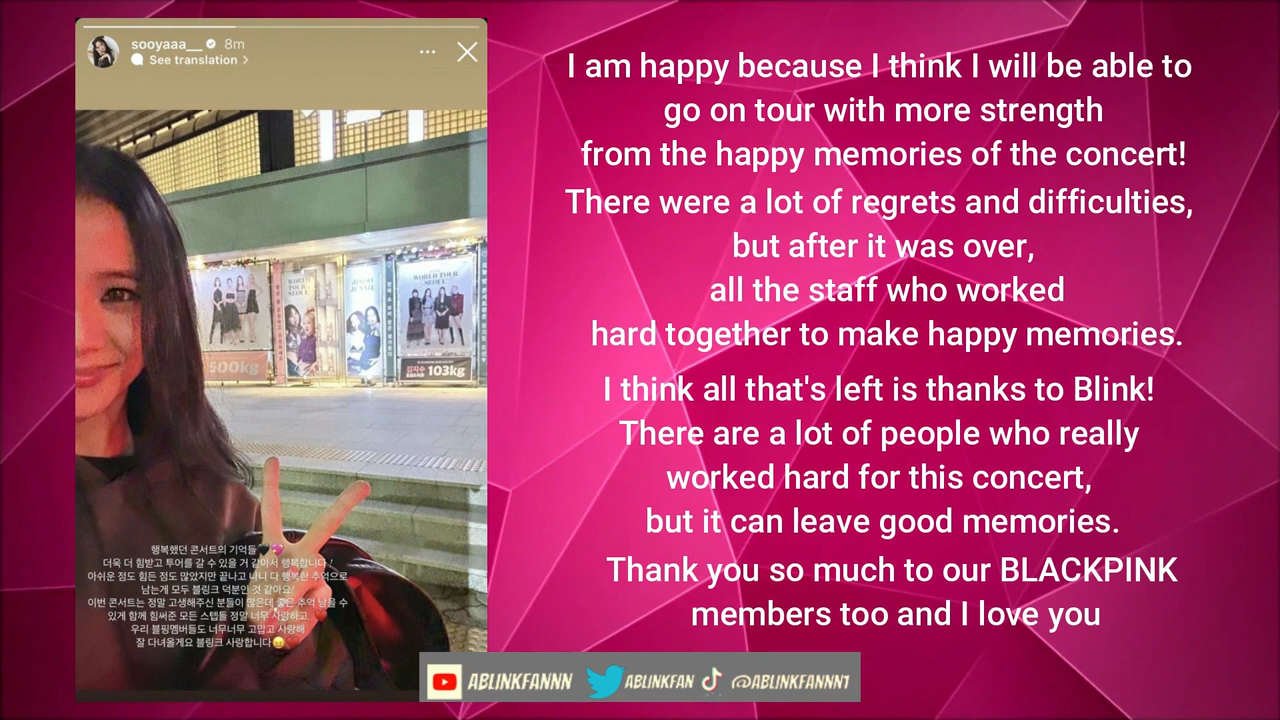 sooyaaa__ 8m
See translation >
WORLD TOUR
SEOUL
JISOO
JENNIE
WORLD TOUR
SEOUL
500kg
김지수
103kg
행복했던 콘서트의 기억들🖤💖
더욱 더 힘받고 투어를 갈 수 있을 거 같아서 행복합니다!
아쉬운 점도 힘든 점도 많았지만 끝나고 나니 다 행복한 추억으로
남는게 모두 블링크 덕분인 것 같아요!
이번 콘서트는 정말 고생해주신 분들이 많은데 좋은 추억 남을 수
있게 함께 힘써준 모든 스텝들 정말 너무 사랑하고
우리 블핑멤버들도 너무너무 고맙고 사랑해
잘 다녀올게요 블링크 사랑합니다
I am happy because I think I will be able to
go on tour with more strength
from the happy memories of the concert!
There were a lot of regrets and difficulties,
but after it was over,
all the staff who worked
hard together to make happy memories.
I think all that's left is thanks to Blink!
There are a lot of people who really
worked hard for this concert,
but it can leave good memories.
Thank you so much to our BLACKPINK
members too and I love you
ABLINKFANNN ABLINKFAN @ABLINKFANNN1